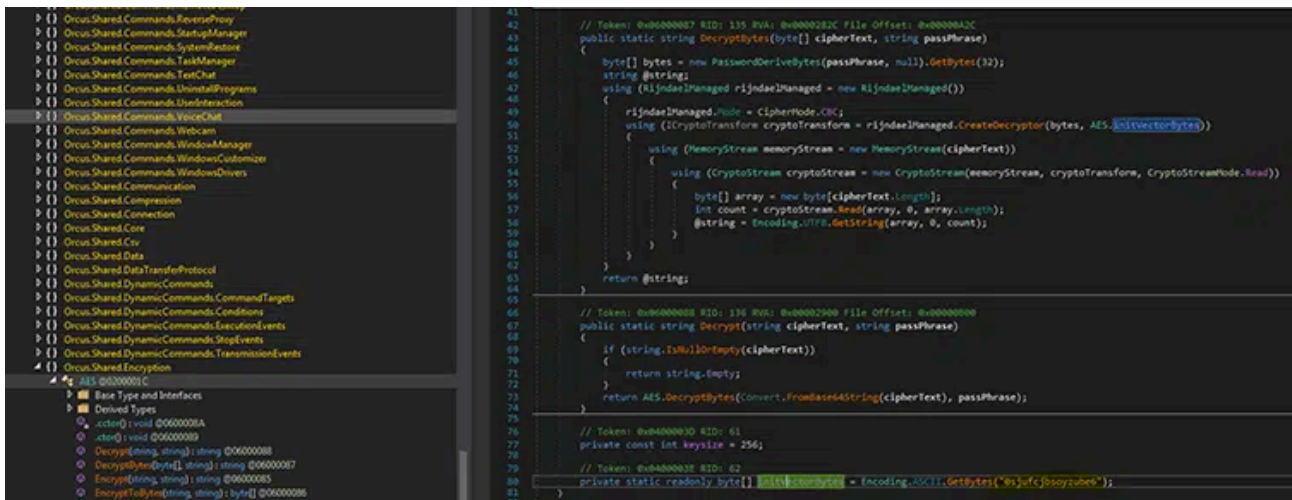 Orcus.Shared.Commands.ReverseProxy
Orcus.Shared.Commands.StartupManager
Orcus.Shared.Commands.SystemRestore
Orcus.Shared.Commands.TaskManager
Orcus.Shared.Commands.TextChat
Orcus.Shared.Commands.UninstallPrograms
Orcus.Shared.Commands.UserInteraction
Orcus.Shared.Commands.VoiceChat
Orcus.Shared.Commands.Webcam
Orcus.Shared.Commands.WindowManager
Orcus.Shared.Commands.WindowsCustomizer
Orcus.Shared.Commands.WindowsDrivers
Orcus.Shared.Communication
Orcus.Shared.Compression
Orcus.Shared.Connection
Orcus.Shared.Core
Orcus.Shared.Csv
Orcus.Shared.Data
Orcus.Shared.DataTransferProtocol
Orcus.Shared.DynamicCommands
Orcus.Shared.DynamicCommands.CommandTargets
Orcus.Shared.DynamicCommands.Conditions
Orcus.Shared.DynamicCommands.ExecutionEvents
Orcus.Shared.DynamicCommands.StopEvents
Orcus.Shared.DynamicCommands.TransmissionEvents
Orcus.Shared.Encryption
AES @0200001C
Base Type and Interfaces
Derived Types
.cctor() : void @0600008A
.ctor() : void @06000089
Decrypt(string, string) : string @06000088
DecryptBytes(byte[], string) : string @06000087
Encrypt(string, string) : string @06000085
EncryptToBytes(string, string) : byte[] @06000086
41
42 // Token: 0x06000087 RID: 135 RVA: 0x0000282C File Offset: 0x00000A2C
43 public static string DecryptBytes(byte[] cipherText, string passPhrase)
44 {
45 byte[] bytes = new PasswordDeriveBytes(passPhrase, null).GetBytes(32);
46 string @string;
47 using (RijndaelManaged rijndaelManaged = new RijndaelManaged())
48 {
49 rijndaelManaged.Mode = CipherMode.CBC;
50 using (ICryptoTransform cryptoTransform = rijndaelManaged.CreateDecryptor(bytes, AES.initVectorBytes))
51 {
52 using (MemoryStream memoryStream = new MemoryStream(cipherText))
53 {
54 using (CryptoStream cryptoStream = new CryptoStream(memoryStream, cryptoTransform, CryptoStreamMode.Read))
55 {
56 byte[] array = new byte[cipherText.Length];
57 int count = cryptoStream.Read(array, 0, array.Length);
58 @string = Encoding.UTF8.GetString(array, 0, count);
59 }
60 }
61 }
62 }
63 return @string;
64 }
65
66 // Token: 0x06000088 RID: 136 RVA: 0x00002900 File Offset: 0x00000B00
67 public static string Decrypt(string cipherText, string passPhrase)
68 {
69 if (string.IsNullOrEmpty(cipherText))
70 {
71 return string.Empty;
72 }
73 return AES.DecryptBytes(Convert.FromBase64String(cipherText), passPhrase);
74 }
75
76 // Token: 0x0400003D RID: 61
77 private const int keysize = 256;
78
79 // Token: 0x0400003E RID: 62
80 private static readonly byte[] initVectorBytes = Encoding.ASCII.GetBytes("0sjufcjbsoyzube6");
81 }